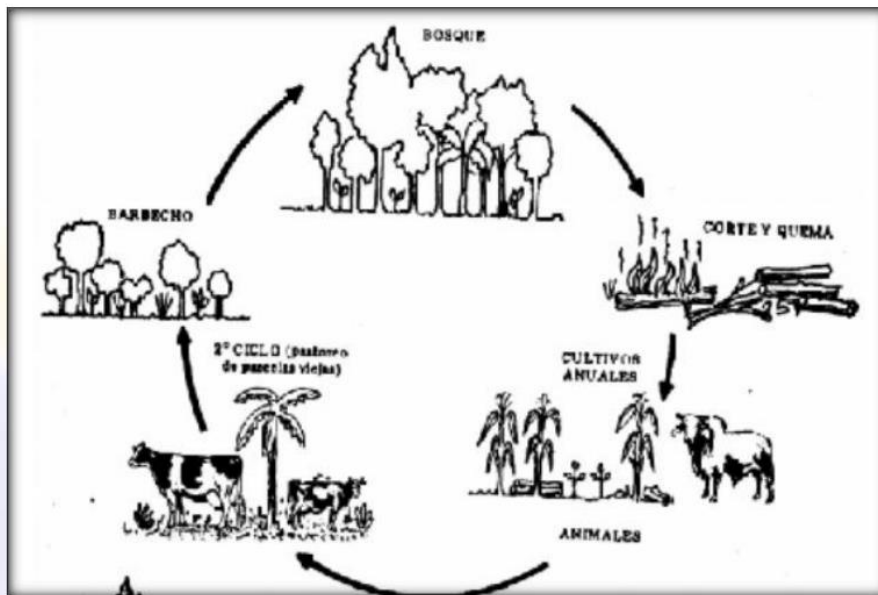 BOSQUE
CORTE Y QUEMA
CULTIVOS
ANUALES
ANIMALES
2° CICLO (pastoreo
de parcelas viejas)
BARBECHO